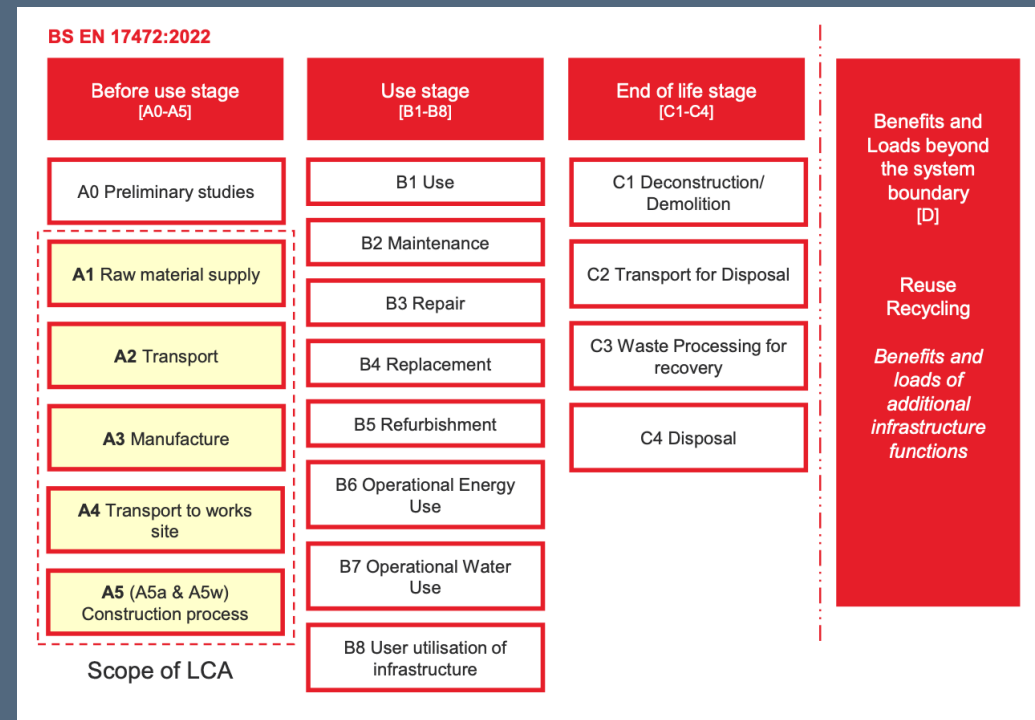 BS EN 17472:2022
Before use stage
[A0-A5]
A0 Preliminary studies
A1 Raw material supply
A2 Transport
A3 Manufacture
A4 Transport to works
site
A5 (A5a & A5w)
Construction process
Scope of LCA
Use stage
[B1-B8]
B1 Use
B2 Maintenance
B3 Repair
B4 Replacement
B5 Refurbishment
B6 Operational Energy
Use
B7 Operational Water
Use
B8 User utilisation of
infrastructure
End of life stage
[C1-C4]
C1 Deconstruction/
Demolition
C2 Transport for Disposal
C3 Waste Processing for
recovery
C4 Disposal
Benefits and
Loads beyond
the system
boundary
[D]
Reuse
Recycling
Benefits and
loads of
additional
infrastructure
functions